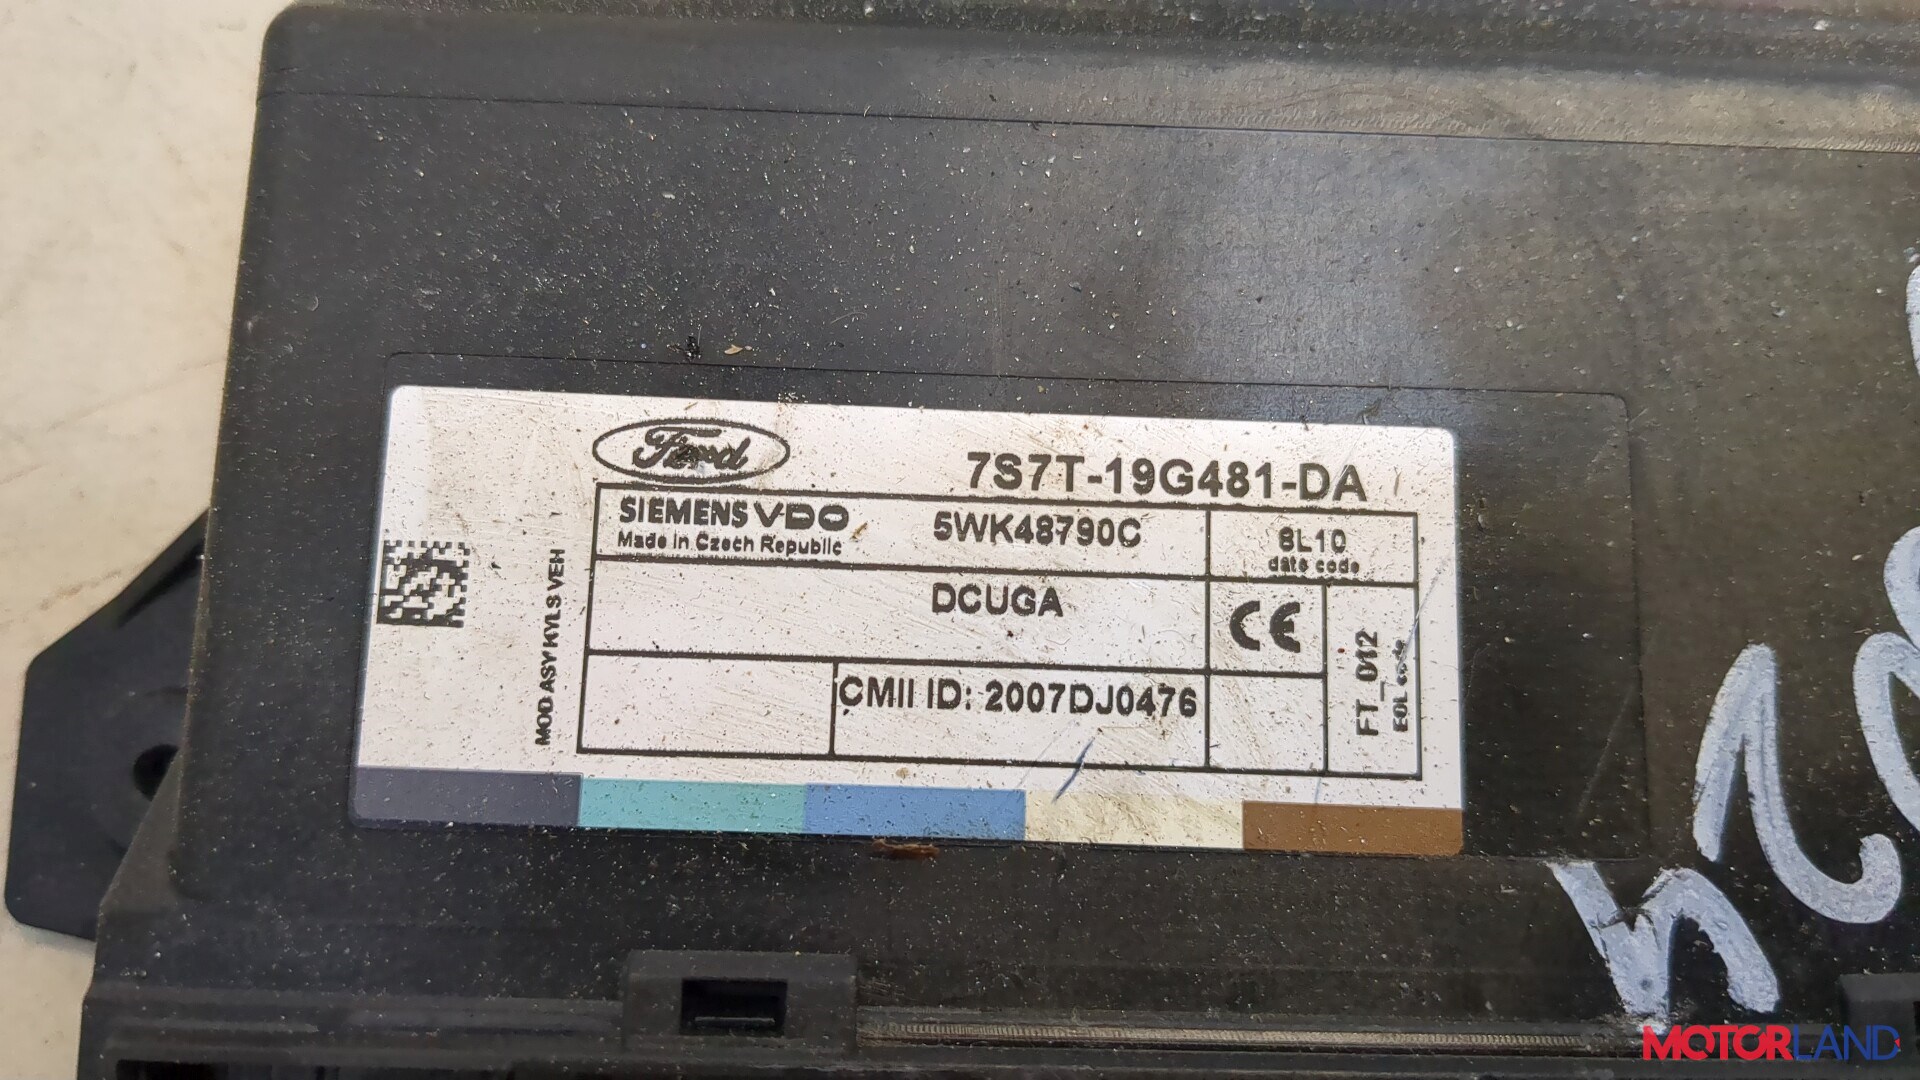 Ford
7S7T-19G481-DA
SIEMENS VDO
Made in Czech Republic
5WK48790C
8L10
date code
MOD ASY KYLS VEH
DCUGA
CE
FT_042
EOL code
CMII ID: 2007DJ0476
MOTORLAND